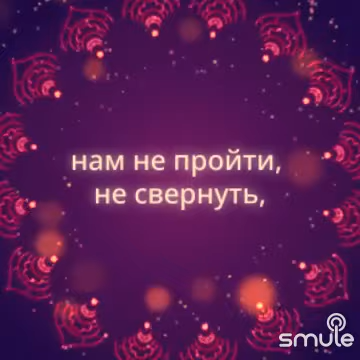 нам не пройти,
не свернуть,
smule